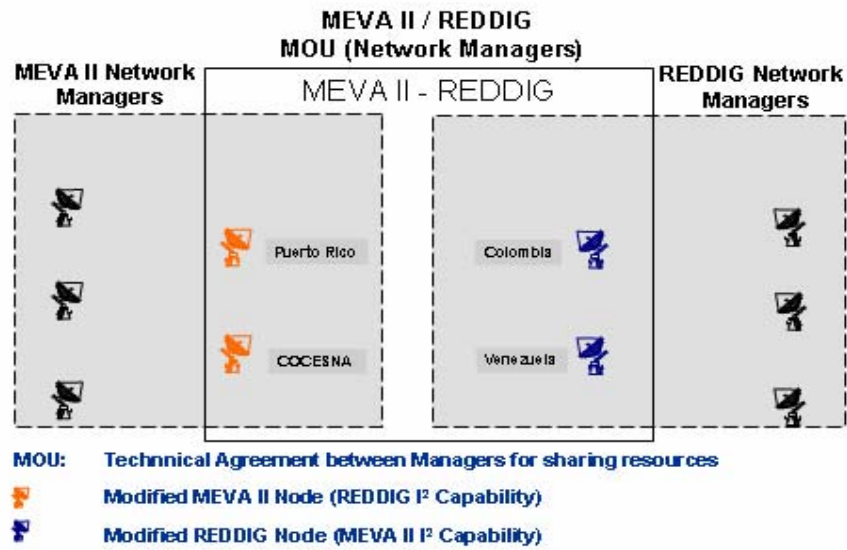 MEVA II / REDDIG
MOU (Network Managers)
MEVA II Network
Managers
MEVA II - REDDIG
REDDIG Network
Managers
Puerto Rico
Colombia
COCESNA
Venezuela
MOU: Technnical Agreement between Managers for sharing resources
Modified MEVA II Node (REDDIG I² Capability)
Modified REDDIG Node (MEVA II I² Capability)